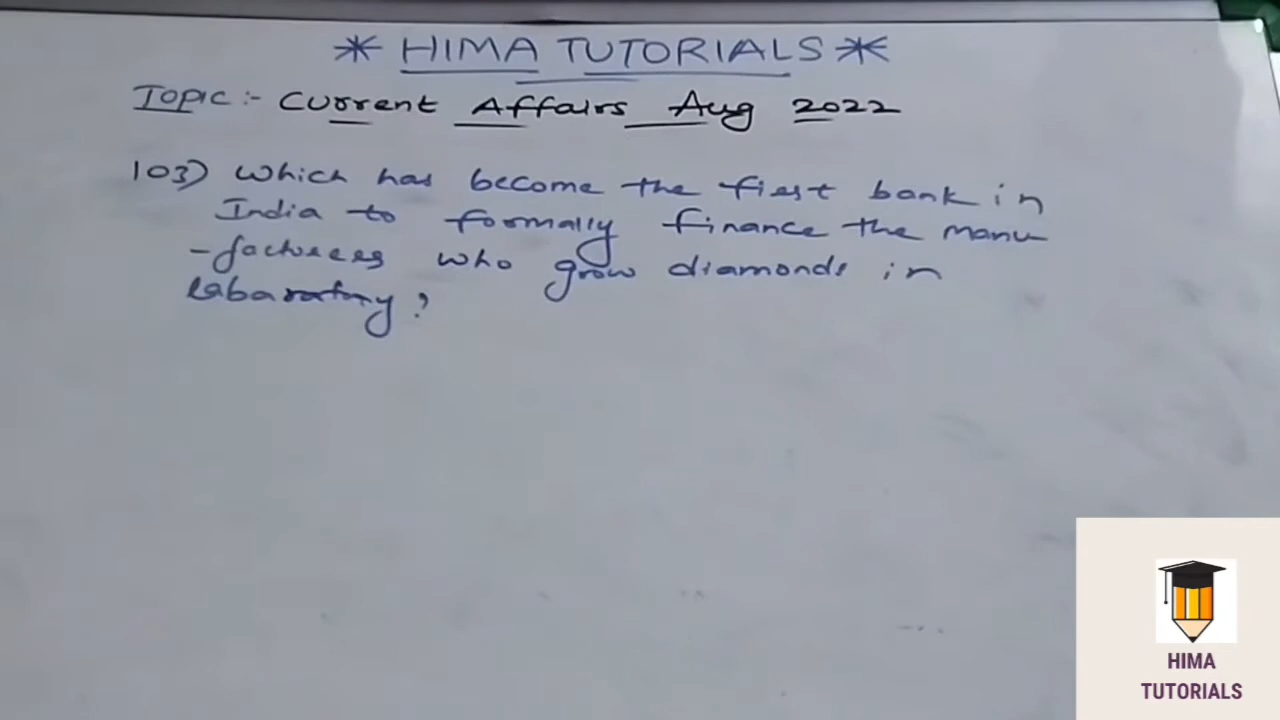 * HIMA TUTORIALS *
Topic:- Current Affairs Aug 2022
103) Which has become the first bank in
India to formally finance the manu
-facturers who grow diamonds in
labaratory?
HIMA
TUTORIALS